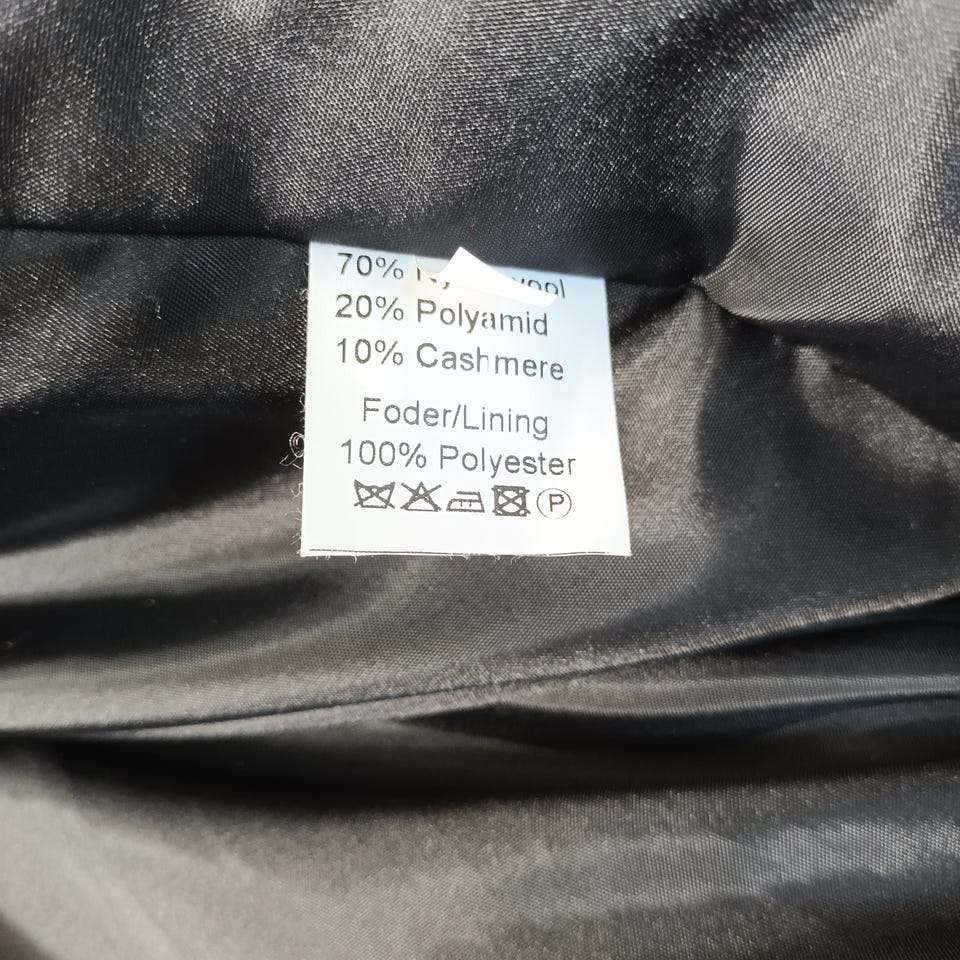 70%
20% Polyamid
10% Cashmere
Foder/Lining
100% Polyester
P